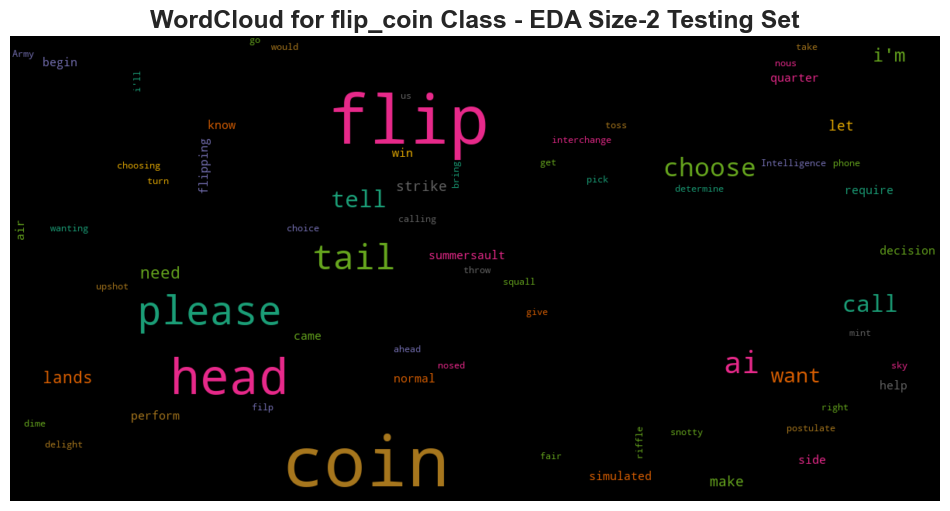 WordCloud for flip_coin Class - EDA Size-2 Testing Set
go
would
take
Army
begin
i'm
nous
quarter
i'll
us
flip
know
toss
let
interchange
win
flipping
choosing
get
choose
Intelligence
phone
turn
bring
pick
strike
determine
require
tell
calling
air
wanting
choice
decision
tail
summersault
throw
need
squall
upshot
please
give
call
came
mint
ahead
head
nosed
ai
sky
lands
normal
want
help
filp
right
perform
dime
postulate
snotty
delight
riffle
coin
fair
side
simulated
make